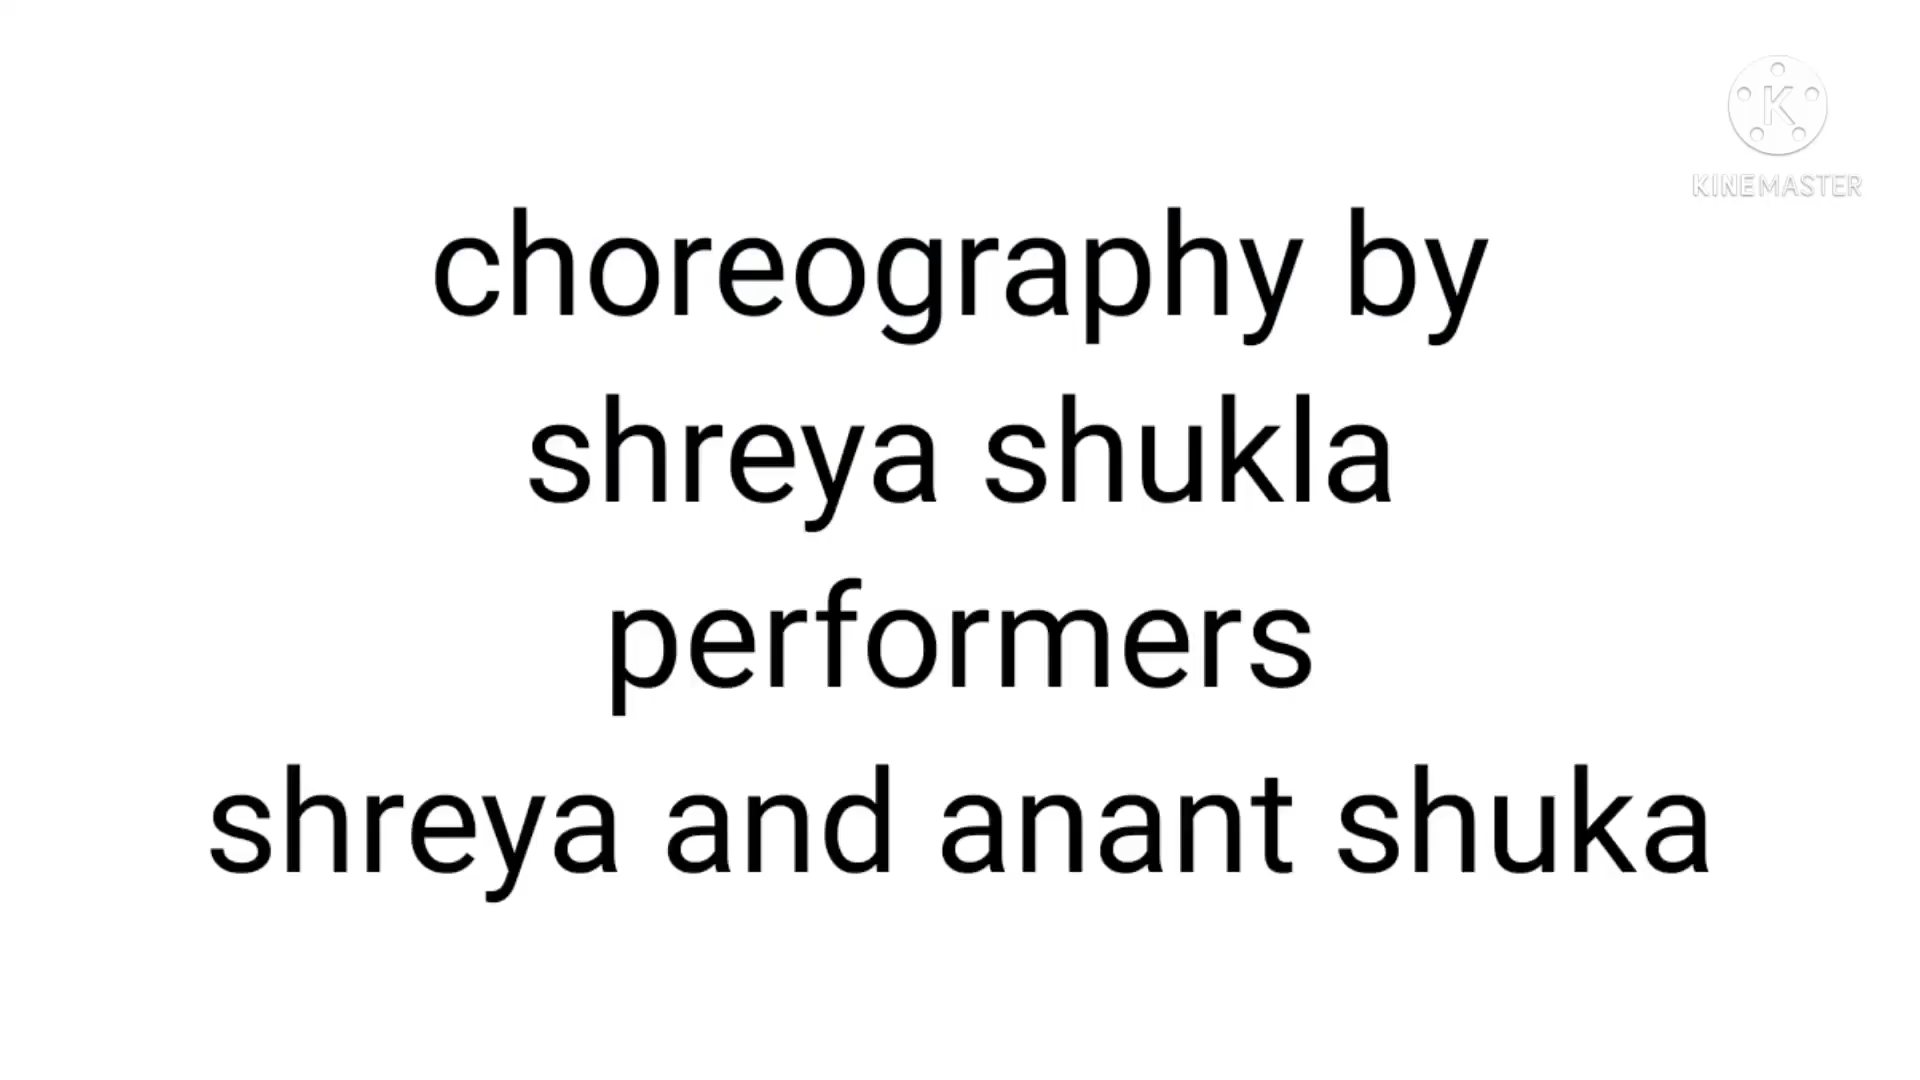 K
KINEMASTER
choreography by
shreya shukla
performers
shreya and anant shuka